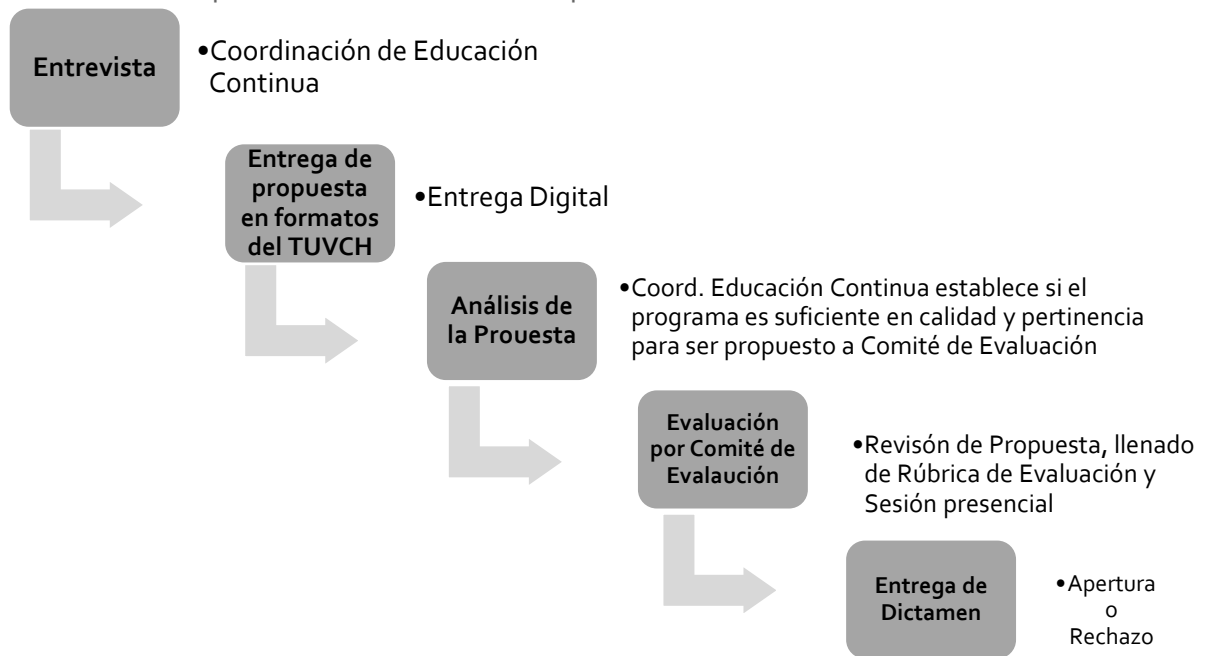 Entrevista
•Coordinación de Educación
Continua
Entrega de
propuesta
en formatos
del TUVCH
•Entrega Digital
Análisis de
la Prouesta
•Coord. Educación Continua establece si el
programa es suficiente en calidad y pertinencia
para ser propuesto a Comité de Evaluación
Evaluación
por Comité de
Evalaución
•Revisón de Propuesta, llenado
de Rúbrica de Evaluación y
Sesión presencial
Entrega de
Dictamen
•Apertura
o
Rechazo